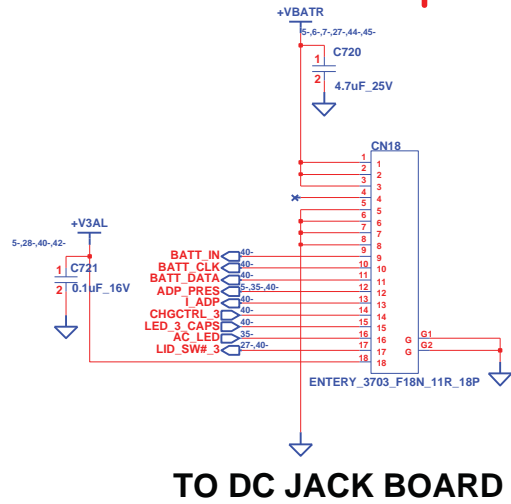 +VBATR
5-,6-,7-,27-,44-,45-
C720
1
2
4.7uF_25V
CN18
1 1
2 2
3 3
4 4
5 5
6 6
7 7
8 8
+V3AL
5-,28-,40-,42-
C721
1
2
0.1uF_16V
BATT_IN 40- 9 9
BATT_CLK 40- 10 10
BATT_DATA 40- 11 11
ADP_PRES 5-,35-,40- 12 12
I_ADP 40- 13 13
CHGCTRL_3 40- 14 14
LED_3_CAPS 40- 15 15
AC_LED 35- 16 16 G G1
LID_SW#_3 27-,40- 17 17 G G2
18 18
ENTERY_3703_F18N_11R_18P
TO DC JACK BOARD